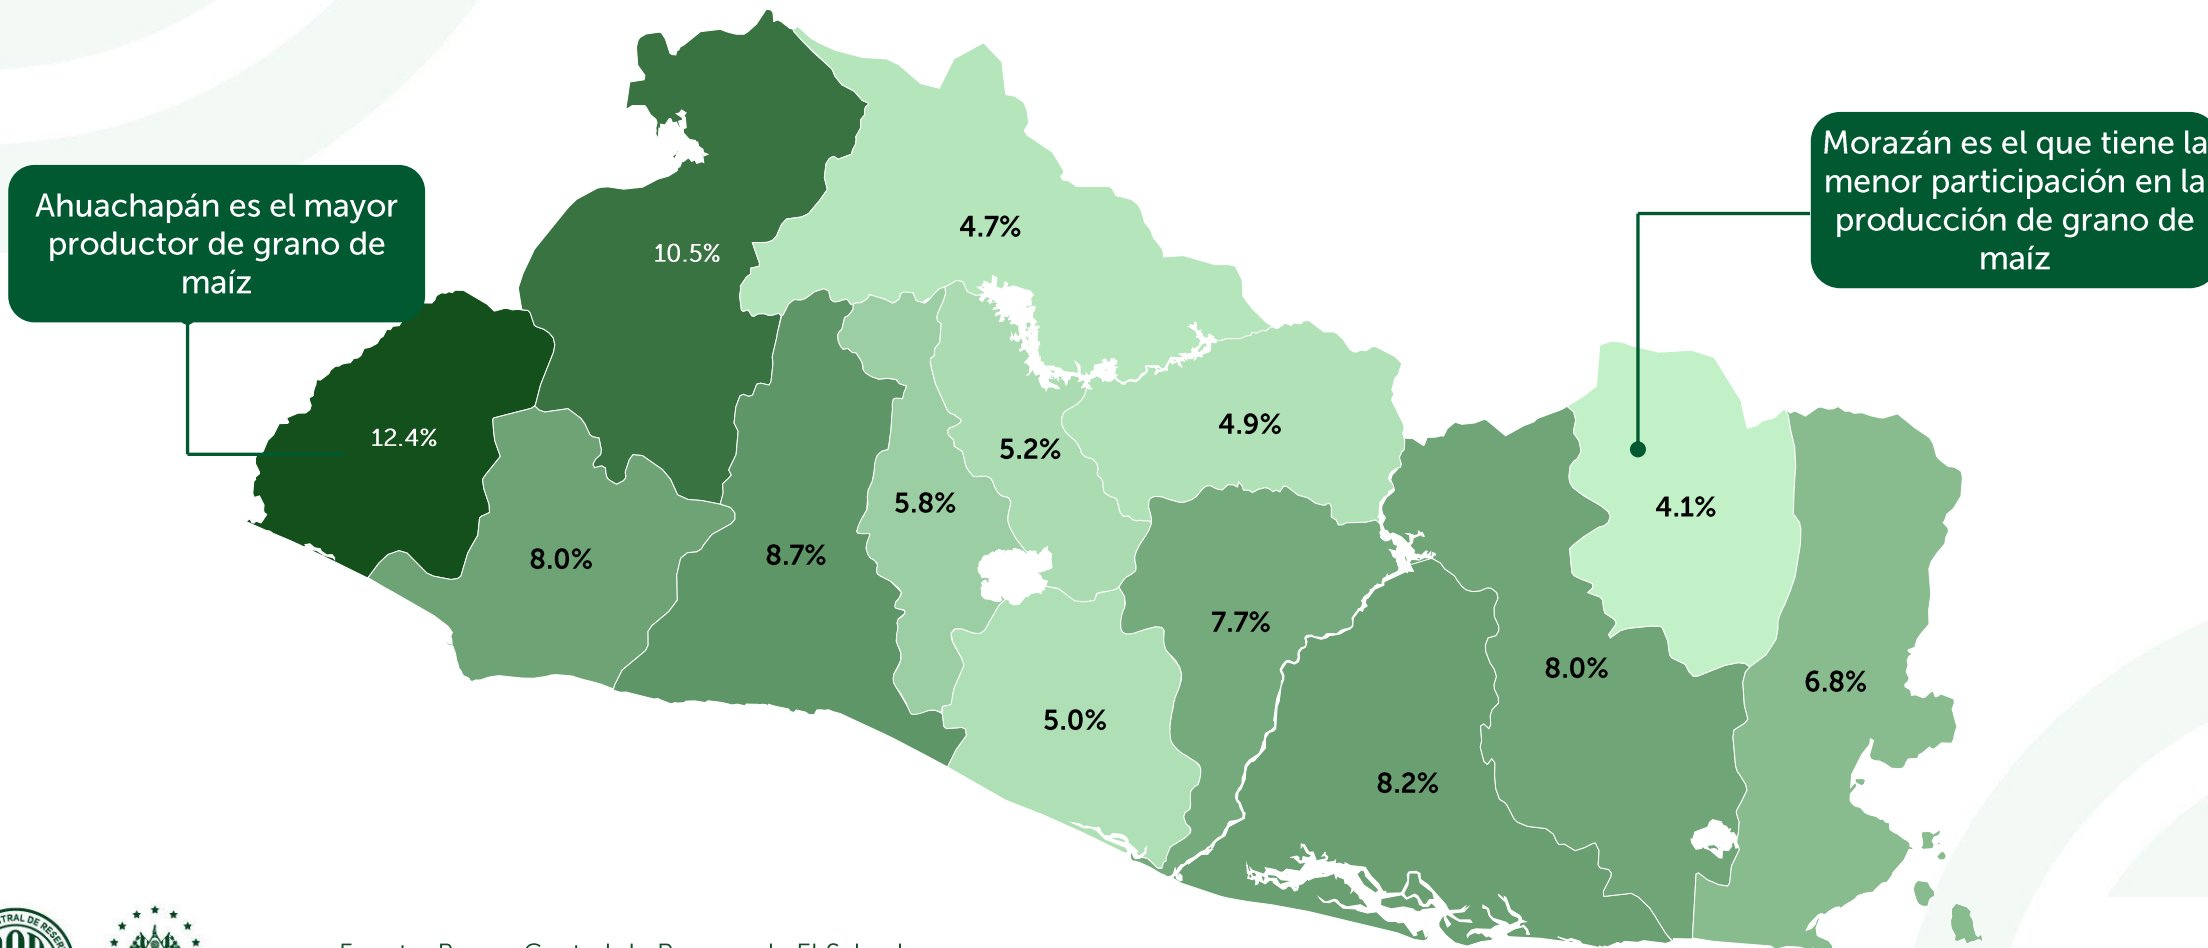 Ahuachapán es el mayor
productor de grano de
maíz
Morazán es el que tiene la
menor participación en la
producción de grano de
maíz
10.5%
4.7%
12.4%
4.9%
5.2%
5.8%
4.1%
8.0%
8.7%
7.7%
8.0%
6.8%
5.0%
8.2%